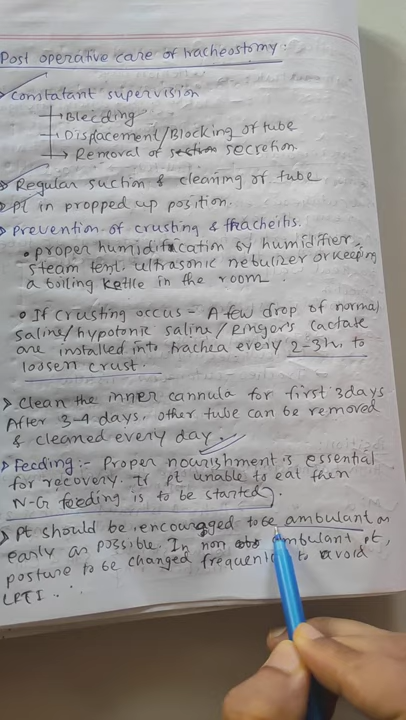 Post operative care of tracheostomy:
> Constatant supervision
→ Bleeding
→ Displacement/Blocking of tube
→ Removal of section secretion
> Regular suction & cleaning of tube
> Pt in propped up position.
> Prevention of crusting & tracheitis.
• proper humidification by humidifier,
steam tent, ultrasonic nebulizer or keeping
a boiling kettle in the room.
• If crusting occus - A few drop of normal
saline/hypotonic saline/Ringer's lactate
are installed into trachea every 2-3 hr. to
loosen crust.
> Clean the inner cannula for first 3 days
After 3-4 days, other tube can be removed
& cleaned every day.
> Feeding:- Proper nourishment is essential
for recovery. If pt unable to eat then
N-G feeding is to be started.
> Pt should be encouraged to be ambulant as
early as possible. In non ambulant pt,
posture to be changed frequently to avoid
LRTI.